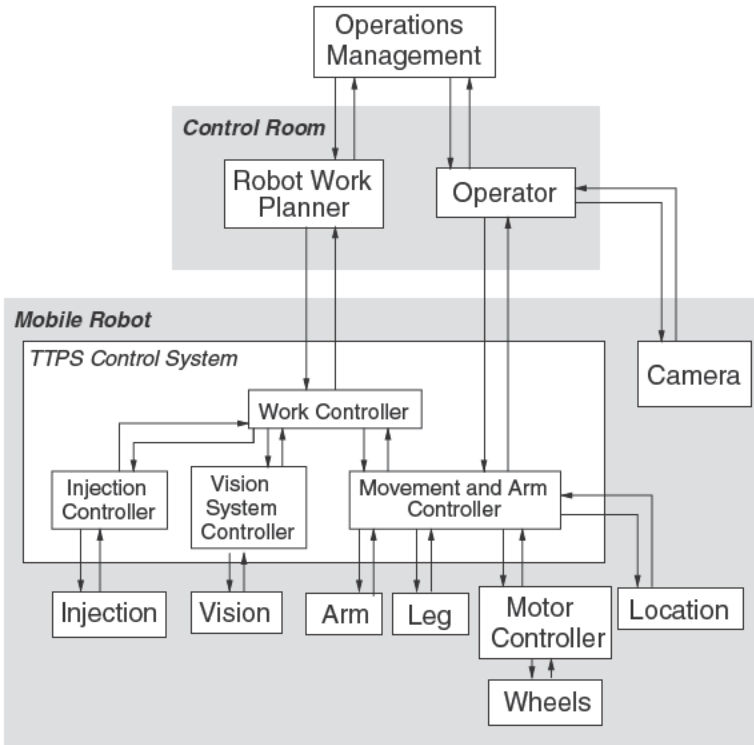 Operations
Management
Control Room
Robot Work
Planner
Operator
Mobile Robot
TTPS Control System
Camera
Work Controller
Injection
Controller
Vision
System
Controller
Movement and Arm
Controller
Injection
Vision
Arm
Leg
Motor
Controller
Location
Wheels